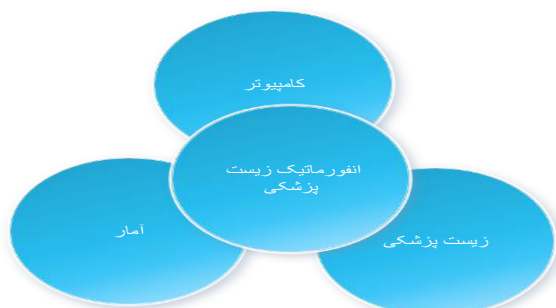 کامپیوتر
انفورماتیک زیست
پزشکی
آمار
زیست پزشکی